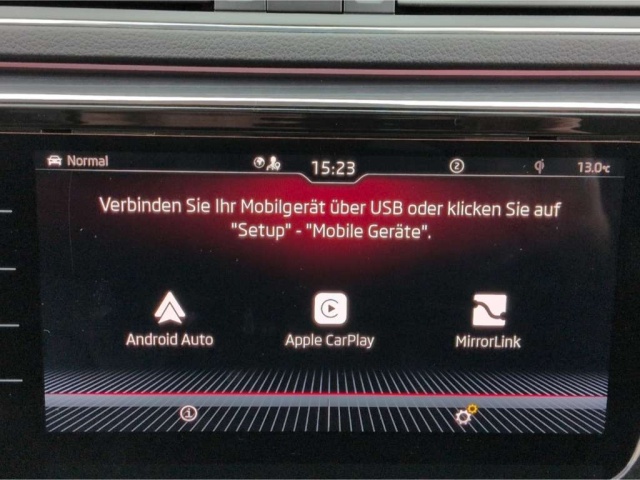 Normal
15:23
2
13.0°C
Verbinden Sie Ihr Mobilgerät über USB oder klicken Sie auf
"Setup" - "Mobile Geräte".
Android Auto
Apple CarPlay
MirrorLink